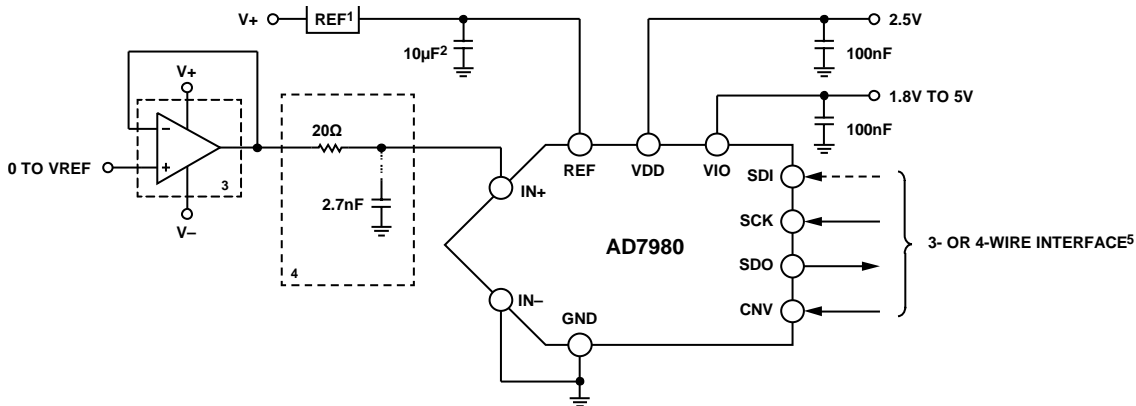 V+
REF1
10µF2
2.5V
100nF
1.8V TO 5V
100nF
V+
–
+
3
0 TO VREF
V–
20Ω
2.7nF
4
REF
VDD
VIO
IN+
IN–
GND
AD7980
SDI
SCK
SDO
CNV
3- OR 4-WIRE INTERFACE5